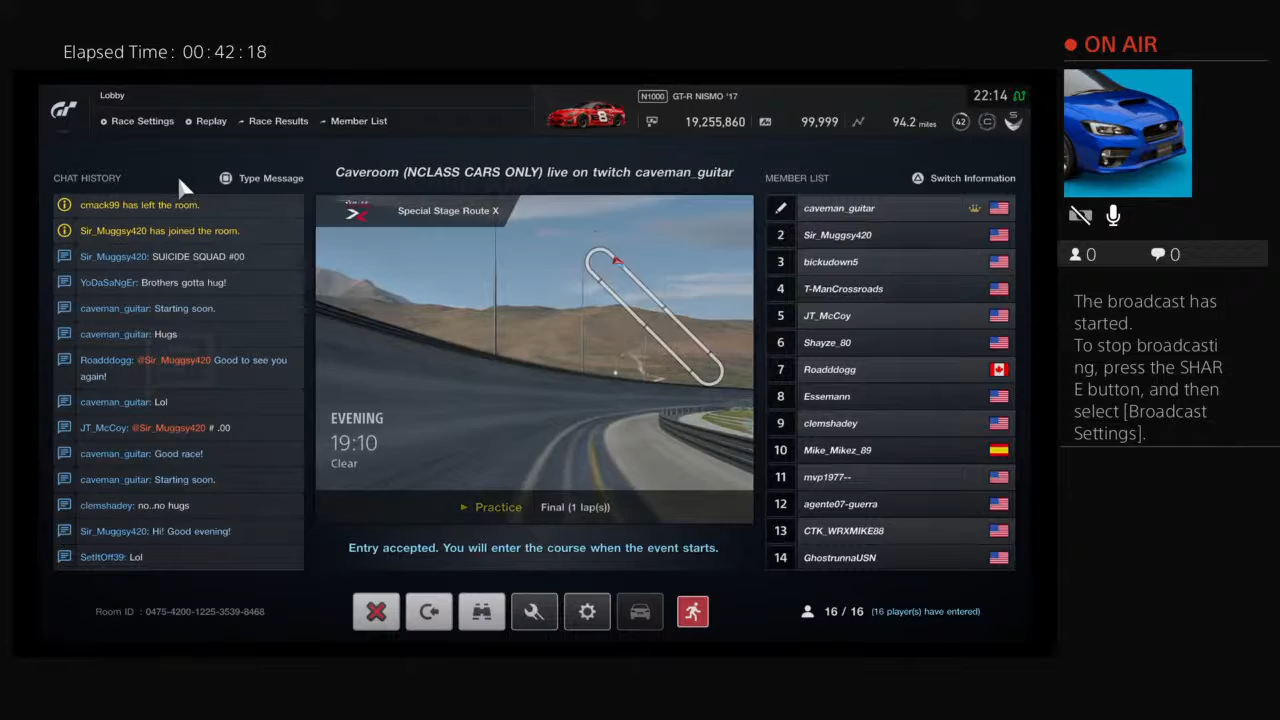 Elapsed Time: 00:42:18
ON AIR
Lobby
Race Settings
Replay
Race Results
Member List
N1000
GT-R NISMO '17
8
19,255,860
99,999
94.2 miles
42
C
S
22:14
CHAT HISTORY
Type Message
Caveroom (NCLASS CARS ONLY) live on twitch caveman_guitar
MEMBER LIST
Switch Information
cmack99 has left the room.
Sir_Muggsy420 has joined the room.
Sir_Muggsy420: SUICIDE SQUAD #00
YoDaSaNgEr: Brothers gotta hug!
caveman_guitar: Starting soon.
caveman_guitar: Hugs
Roadddogg: @Sir_Muggsy420 Good to see you
again!
caveman_guitar: Lol
JT_McCoy: @Sir_Muggsy420 # .00
caveman_guitar: Good race!
caveman_guitar: Starting soon.
clemshadey: no..no hugs
Sir_Muggsy420: Hi! Good evening!
SetItOff39: Lol
Special Stage Route X
EVENING
19:10
Clear
Practice
Final (1 lap(s))
Entry accepted. You will enter the course when the event starts.
caveman_guitar
2 Sir_Muggsy420
3 bickudown5
4 T-ManCrossroads
5 JT_McCoy
6 Shayze_80
7 Roadddogg
8 Essemann
9 clemshadey
10 Mike_Mikez_89
11 mvp1977--
12 agente07-guerra
13 CTK_WRXMIKE88
14 GhostrunnaUSN
Room ID : 0475-4200-1225-3539-8468
16 / 16 (16 player(s) have entered)
0
0
The broadcast has
started.
To stop broadcasti
ng, press the SHAR
E button, and then
select [Broadcast
Settings].